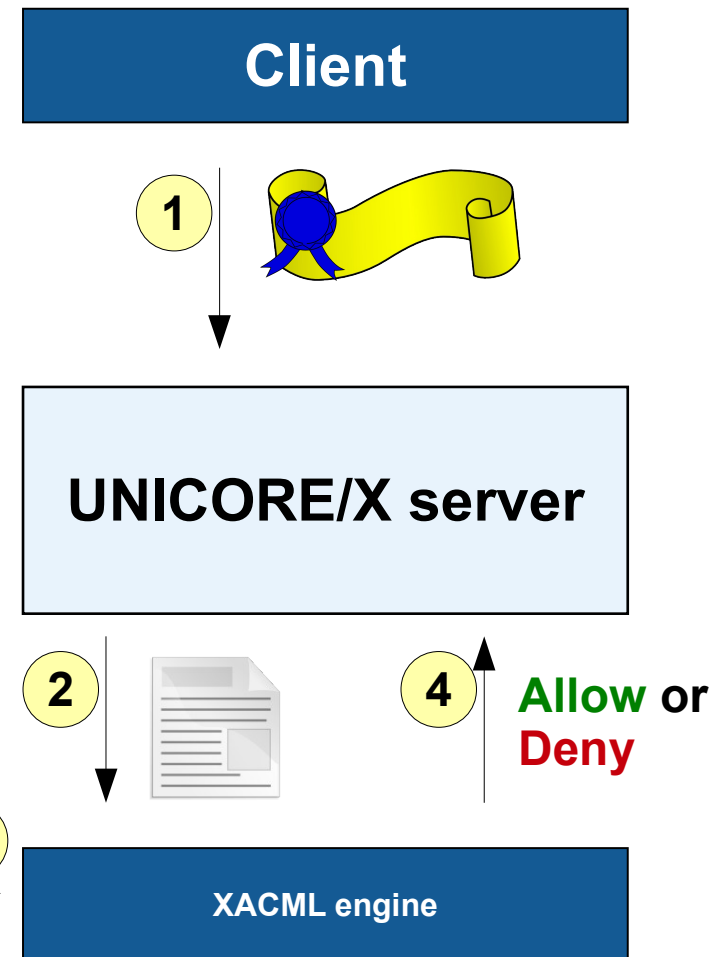 Client
1
UNICORE/X server
2
4
Allow or
Deny
XACML engine